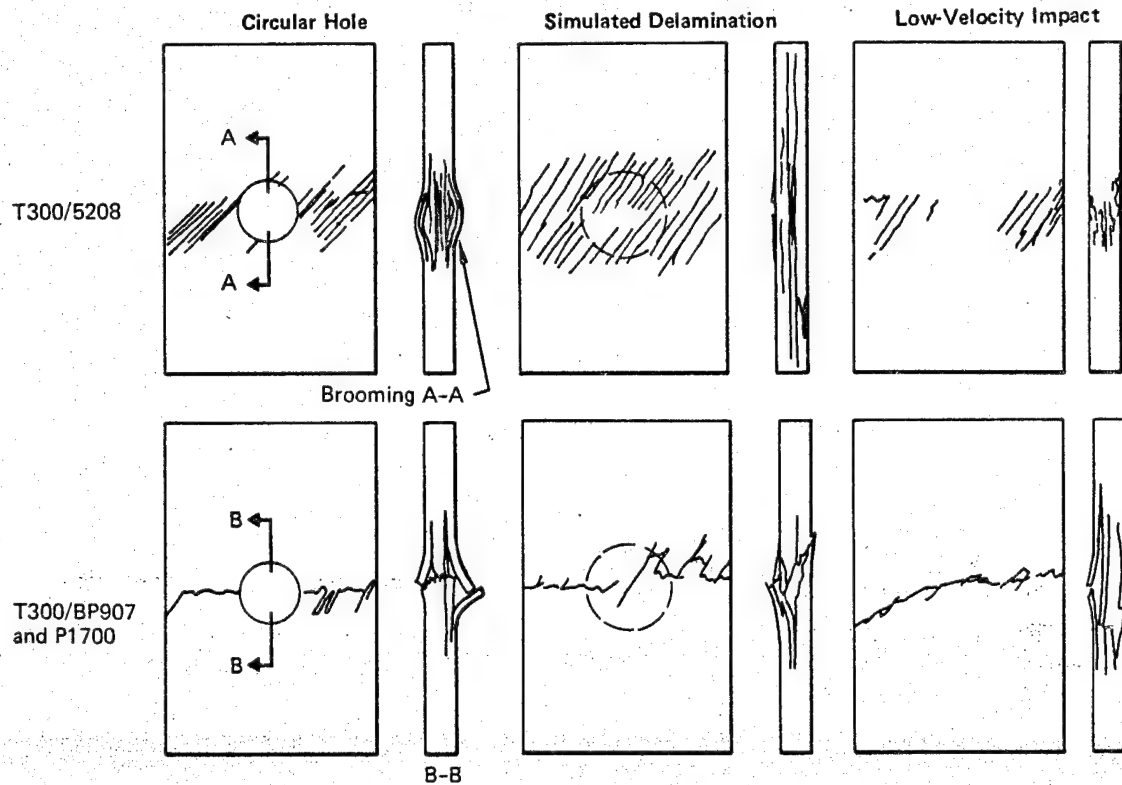 Circular Hole
Simulated Delamination
Low-Velocity Impact
A
T300/5208
A
Brooming A-A
B
T300/BP907
and P1700
B
B-B